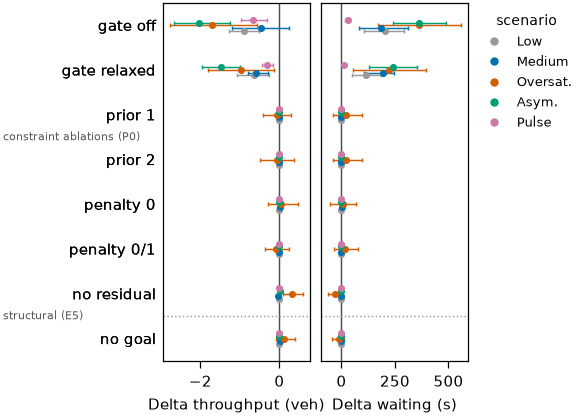 scenario
Low
Medium
Oversat.
Asym.
Pulse
gate off
gate relaxed
prior 1
constraint ablations (P0)
prior 2
penalty 0
penalty 0/1
no residual
structural (E5)
no goal
−2 0 0 250 500
Delta throughput (veh) Delta waiting (s)